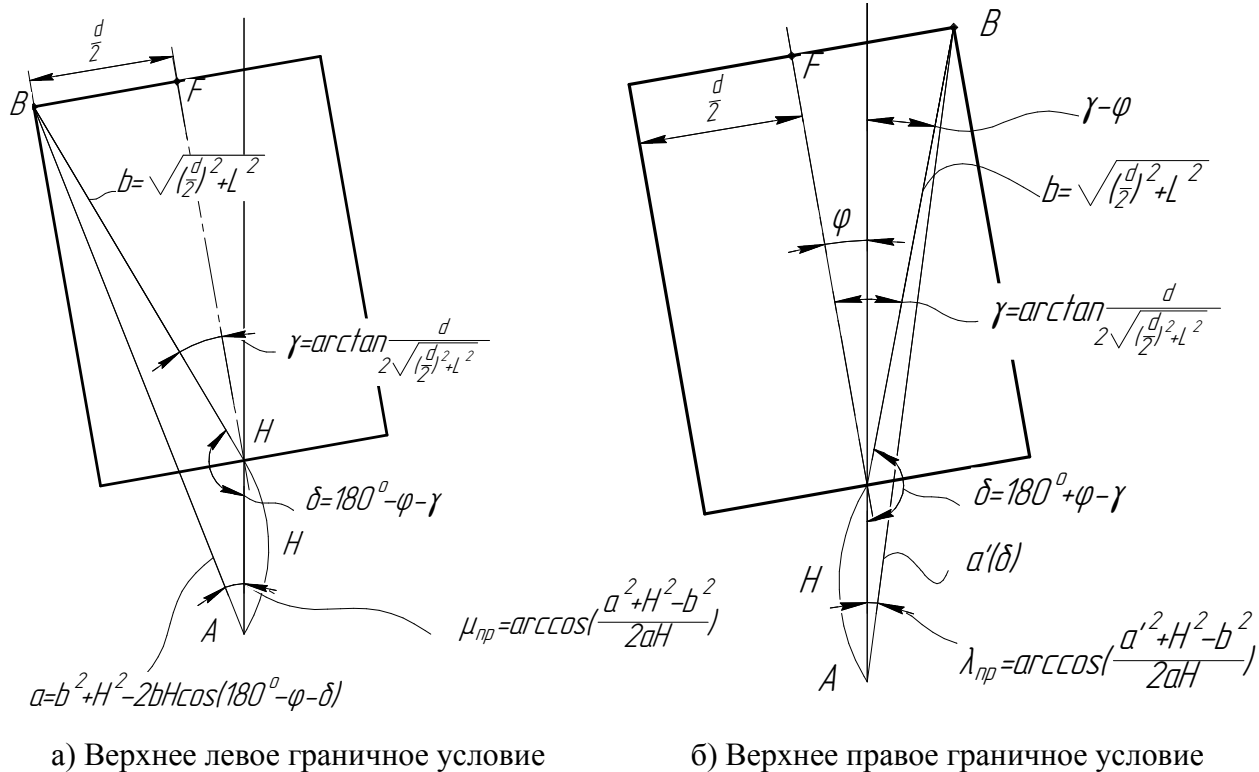 d/2
B
F
b=√((d/2)²+L²)
γ=arctan d/(2√((d/2)²+L²))
H
δ=180°-φ-γ
H
A
μпр=arccos((a²+H²-b²)/2aH)
a=b²+H²-2bHcos(180°-φ-δ)
а) Верхнее левое граничное условие
B
F
d/2
γ-φ
b=√((d/2)²+L²)
φ
γ=arctan d/(2√((d/2)²+L²))
δ=180°+φ-γ
a'(δ)
H
A
λпр=arccos((a'²+H²-b²)/2aH)
б) Верхнее правое граничное условие